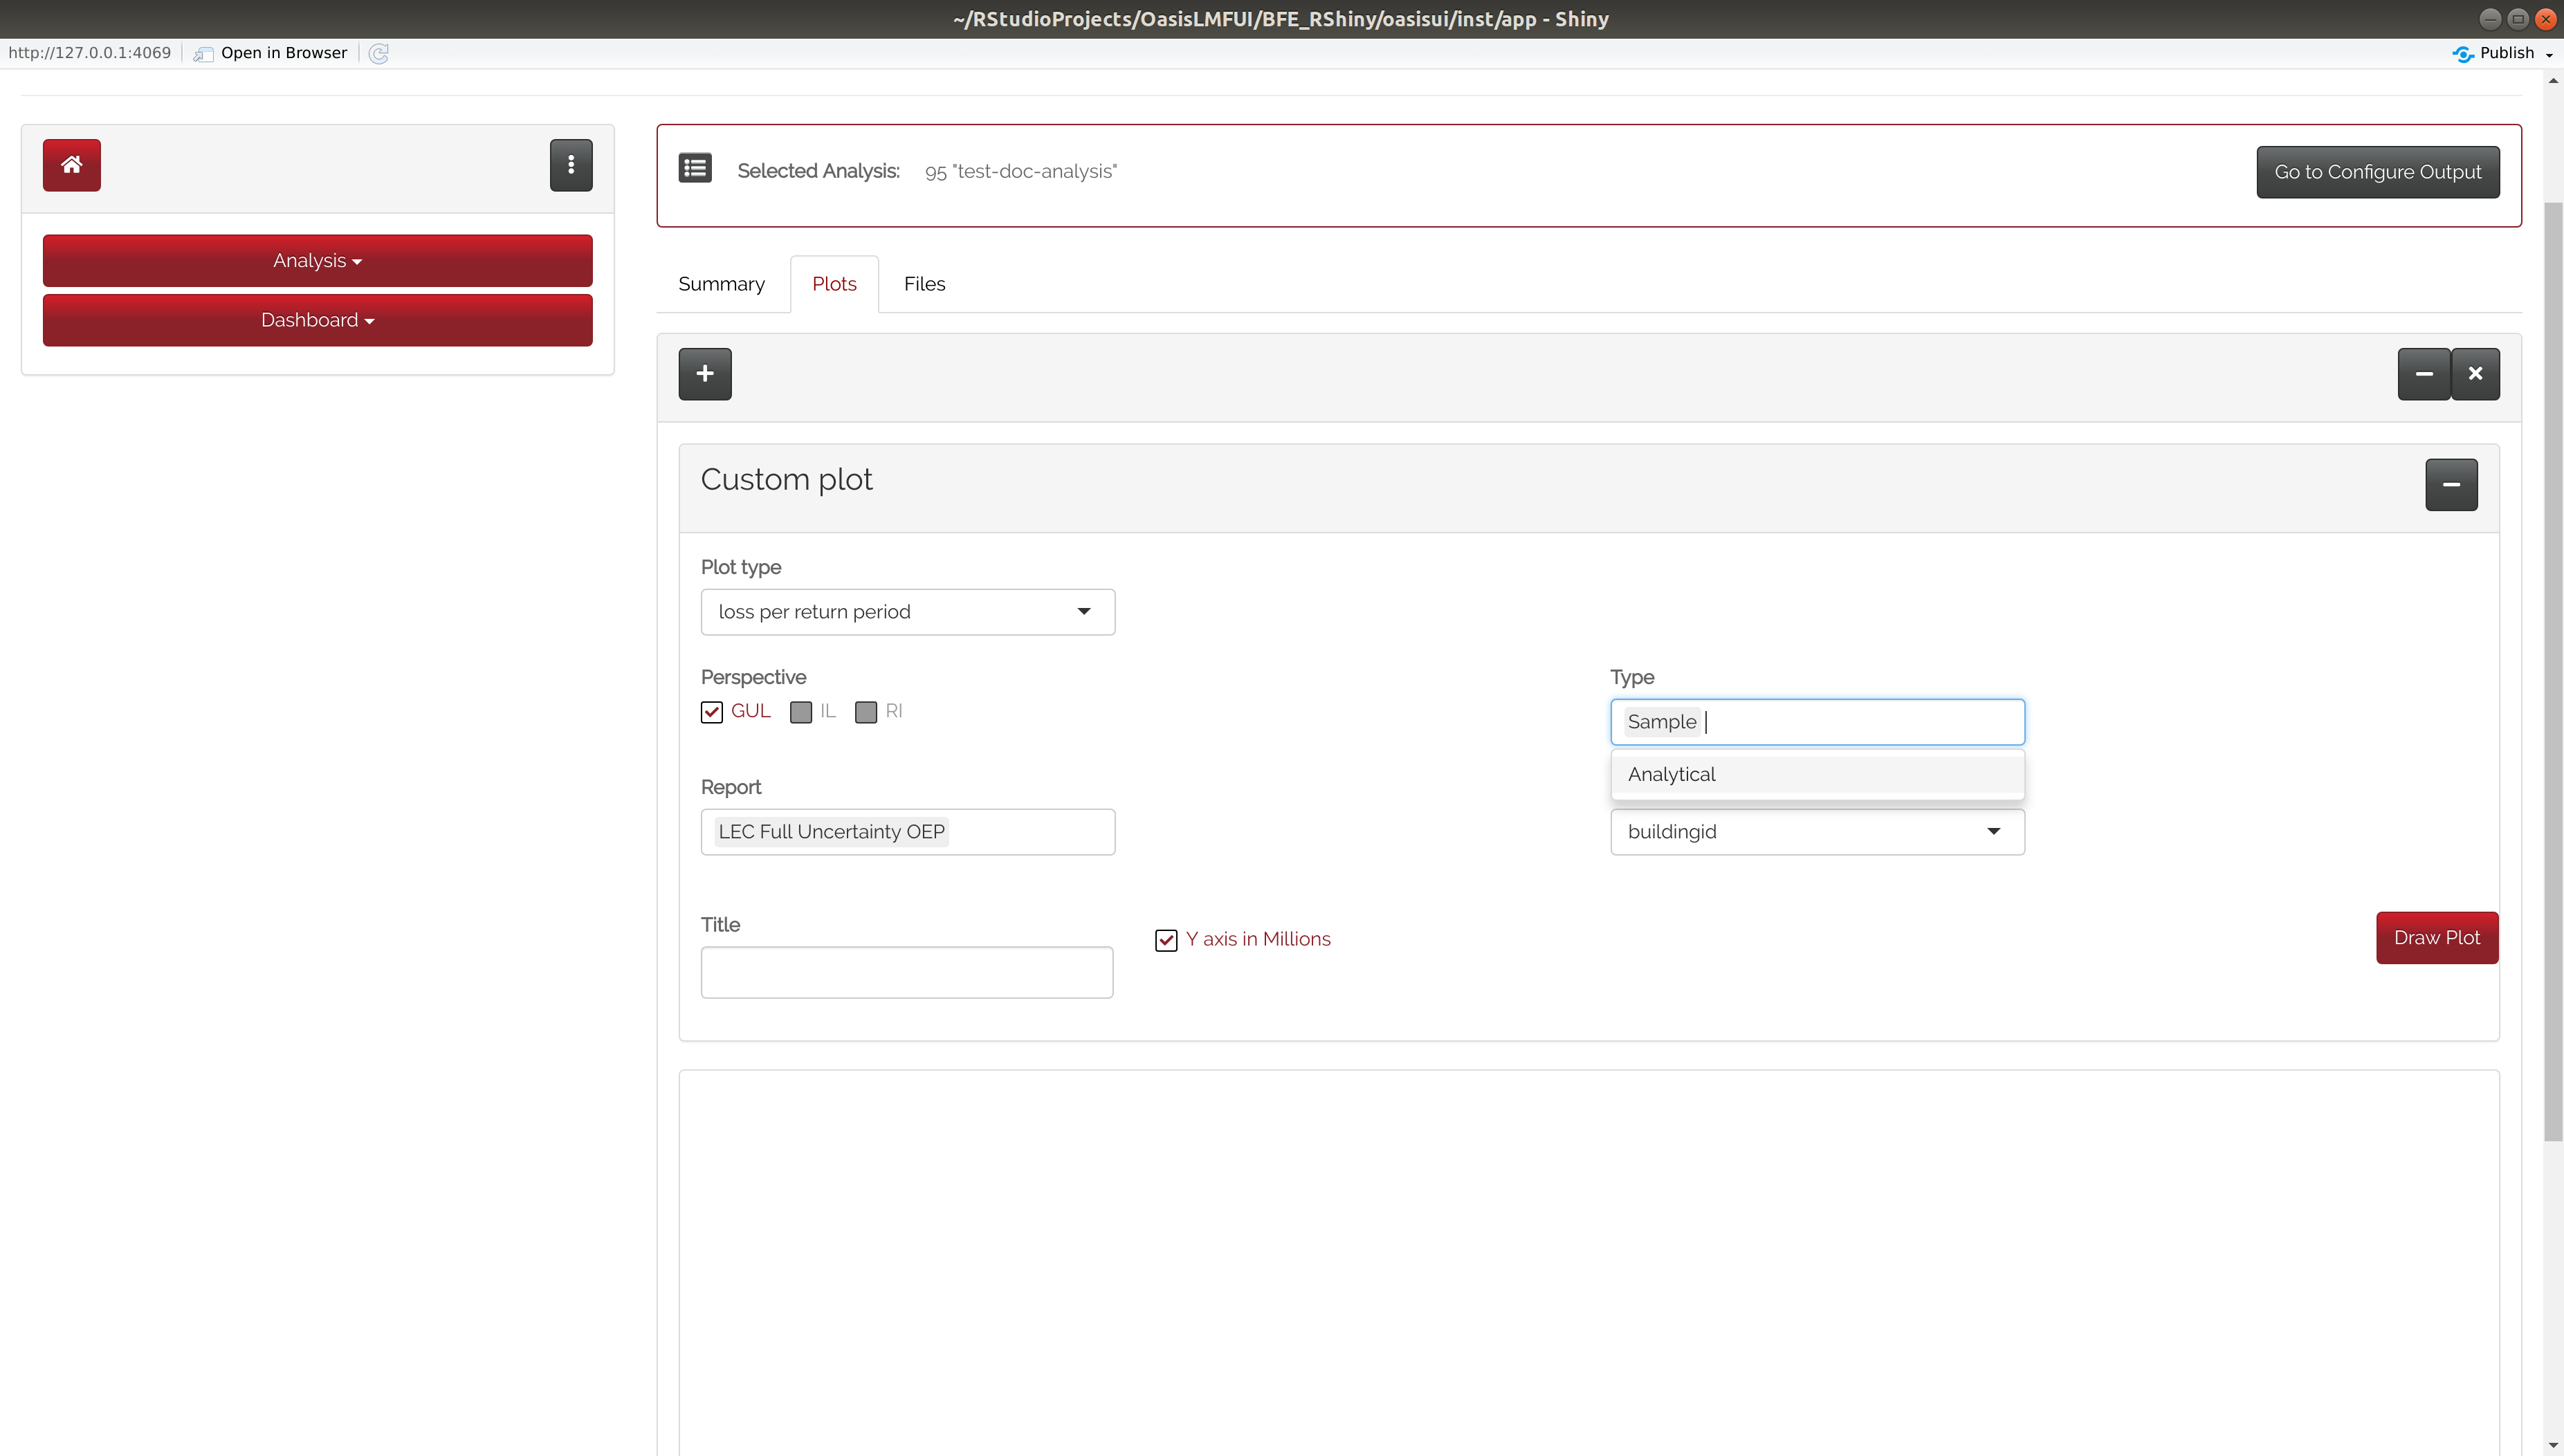 ~/RStudioProjects/OasisLMFUI/BFE_RShiny/oasisui/inst/app - Shiny
http://127.0.0.1:4069 Open in Browser Publish
Selected Analysis: 95 "test-doc-analysis" Go to Configure Output
Analysis
Dashboard
Summary Plots Files
Custom plot
Plot type
loss per return period
Perspective Type
GUL IL RI Sample
Analytical
Report
LEC Full Uncertainty OEP buildingid
Title
Y axis in Millions Draw Plot